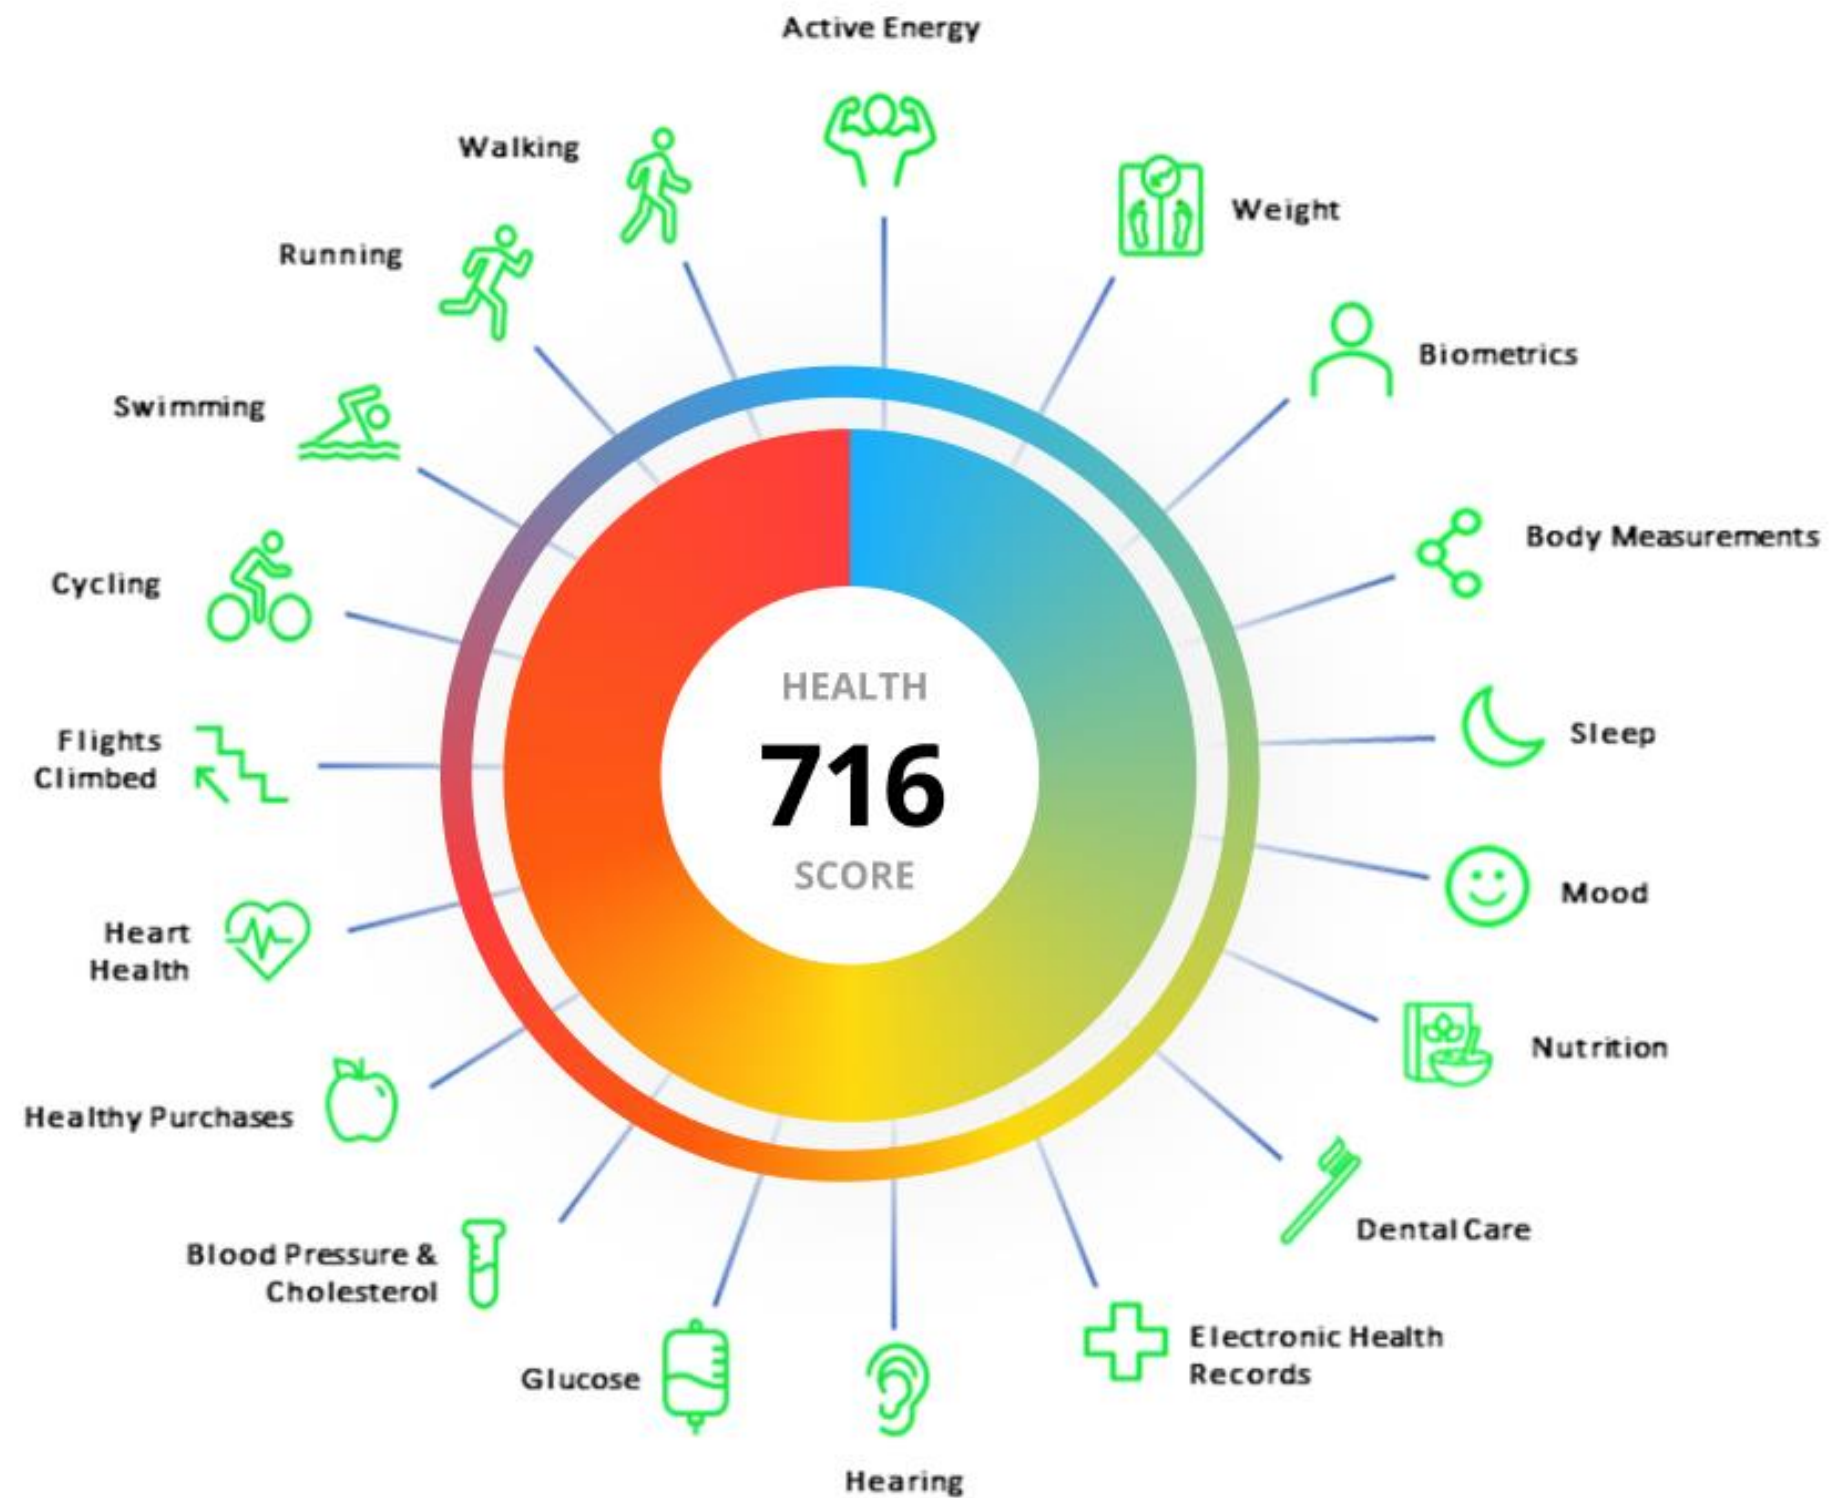 Active Energy
Walking
Weight
Running
Biometrics
Swimming
Body Measurements
Cycling
HEALTH
716
SCORE
Sleep
Flights
Climbed
Mood
Heart
Health
Nutrition
Healthy Purchases
Dental Care
Blood Pressure &
Cholesterol
Electronic Health
Records
Glucose
Hearing